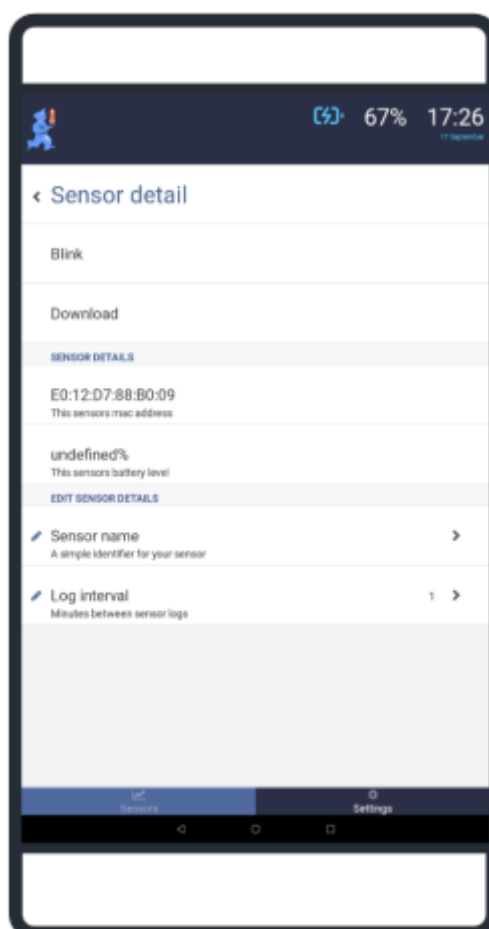 67% 17:26
17 September
Sensor detail
Blink
Download
SENSOR DETAILS
E0:12:D7:88:B0:09
This sensors mac address
undefined%
This sensors battery level
EDIT SENSOR DETAILS
Sensor name
A simple identifier for your sensor
Log interval
1
Minutes between sensor logs
Sensors
Settings